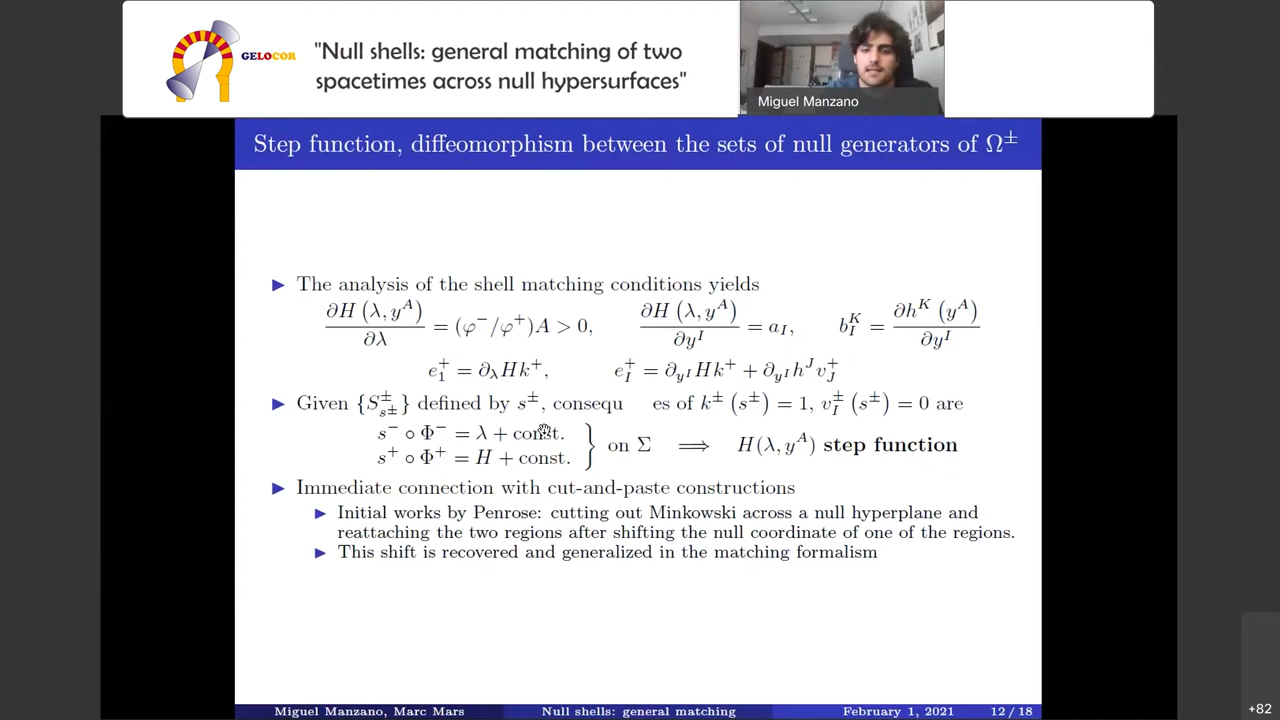 GELOCOR
"Null shells: general matching of two
spacetimes across null hypersurfaces"
Miguel Manzano
Step function, diffeomorphism between the sets of null generators of Ω±
▶ The analysis of the shell matching conditions yields
∂H (λ, y^A) / ∂λ = (φ⁻/φ⁺)A > 0, ∂H (λ, y^A) / ∂y^I = a_I, b_I^K = ∂h^K (y^A) / ∂y^I
e_1^+ = ∂_λ H k^+, e_I^+ = ∂_{y^I} H k^+ + ∂_{y^I} h^J v_J^+
▶ Given {S^±_{s^±}} defined by s^±, consequ es of k^± (s^±) = 1, v_I^± (s^±) = 0 are
s^- ∘ Φ^- = λ + const.
s^+ ∘ Φ^+ = H + const. } on Σ ⟹ H(λ, y^A) step function
▶ Immediate connection with cut-and-paste constructions
▶ Initial works by Penrose: cutting out Minkowski across a null hyperplane and
reattaching the two regions after shifting the null coordinate of one of the regions.
▶ This shift is recovered and generalized in the matching formalism
Miguel Manzano, Marc Mars Null shells: general matching February 1, 2021 12 / 18
+82